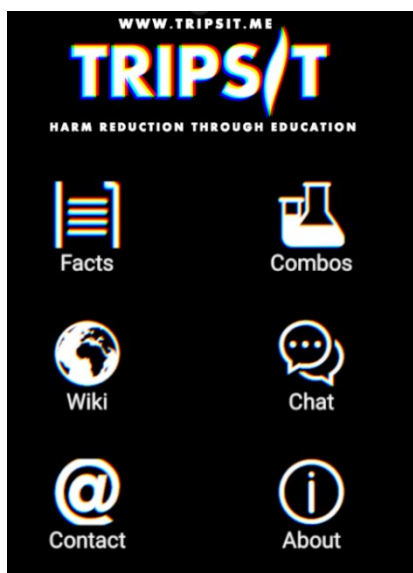 WWW.TRIPSIT.ME
TRIPSIT
HARM REDUCTION THROUGH EDUCATION
Facts Combos
Wiki Chat
Contact About